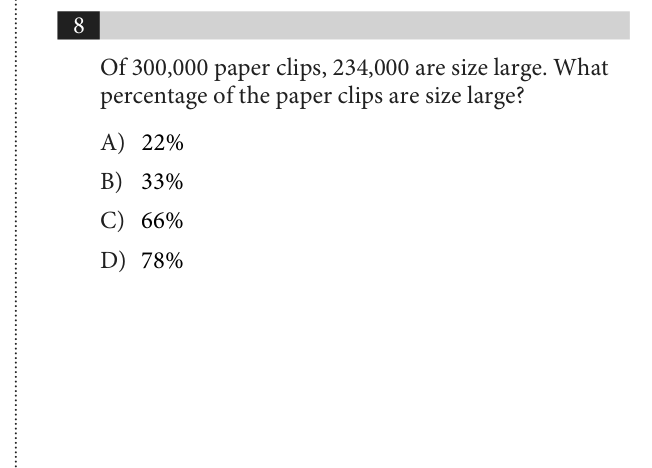 8
Of 300,000 paper clips, 234,000 are size large. What
percentage of the paper clips are size large?
A) 22%
B) 33%
C) 66%
D) 78%